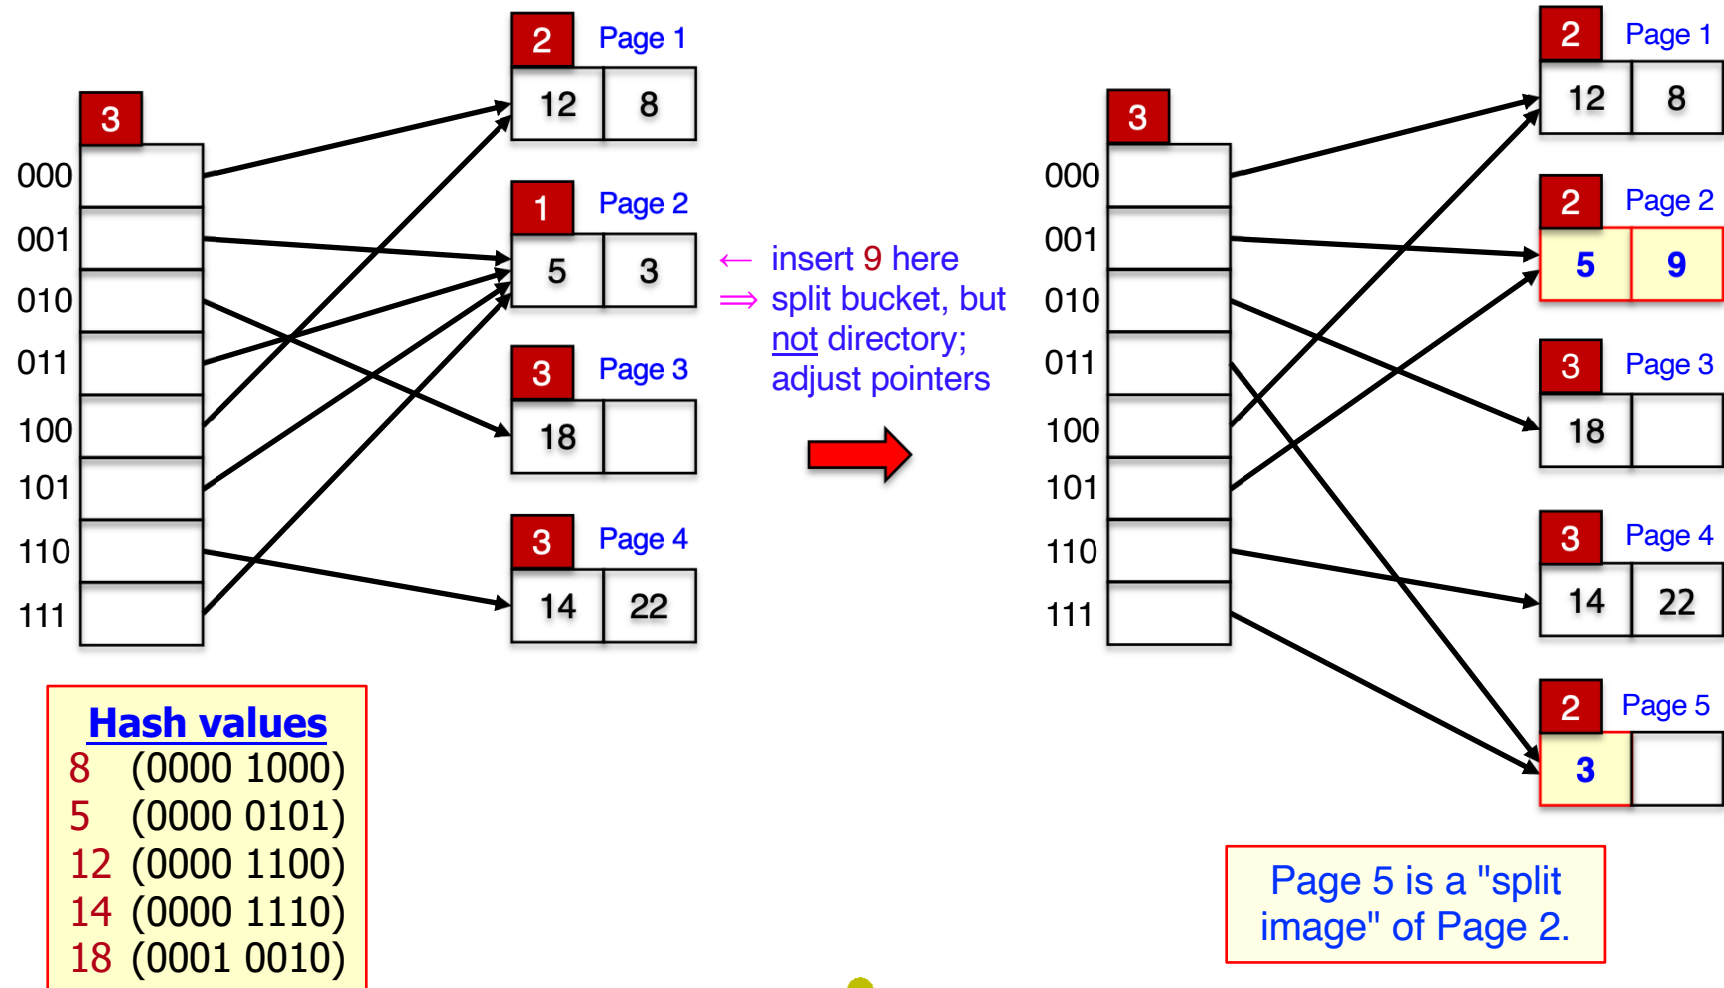 3
000
001
010
011
100
101
110
111
2 Page 1
12 8
1 Page 2
5 3
3 Page 3
18
3 Page 4
14 22
← insert 9 here
⇒ split bucket, but
not directory;
adjust pointers
3
000
001
010
011
100
101
110
111
2 Page 1
12 8
2 Page 2
5 9
3 Page 3
18
3 Page 4
14 22
2 Page 5
3
Hash values
8 (0000 1000)
5 (0000 0101)
12 (0000 1100)
14 (0000 1110)
18 (0001 0010)
Page 5 is a "split
image" of Page 2.